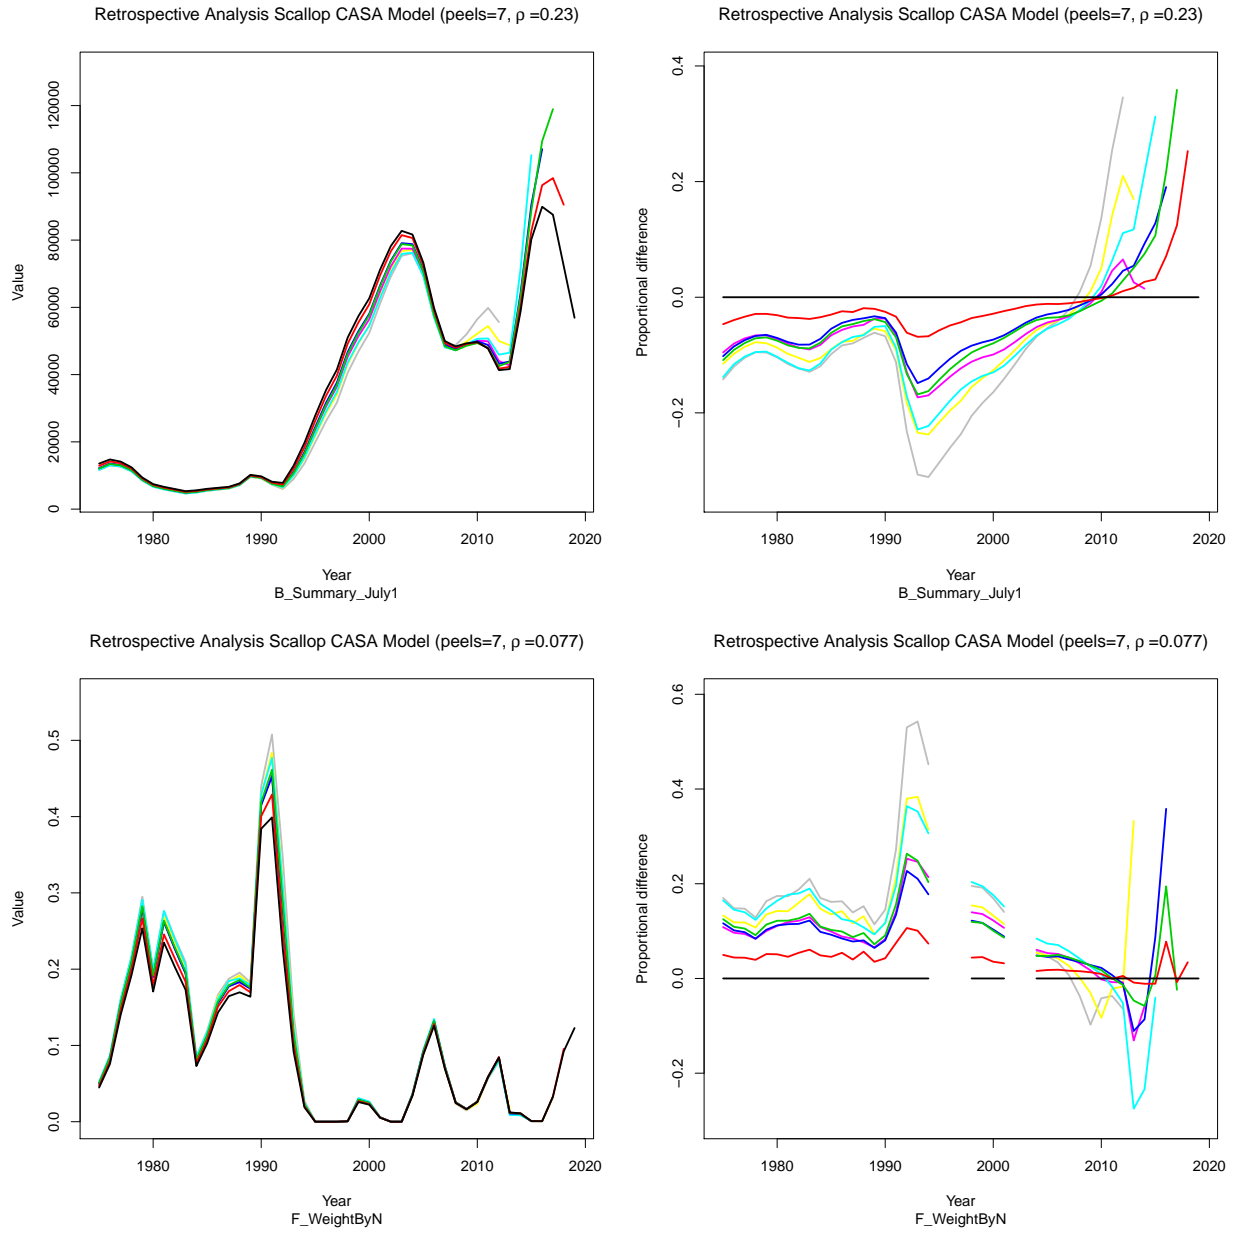 Retrospective Analysis Scallop CASA Model (peels=7, ρ =0.23)
Value
0
20000
40000
60000
80000
100000
120000
1980
1990
2000
2010
2020
Year
B_Summary_July1
Retrospective Analysis Scallop CASA Model (peels=7, ρ =0.23)
Proportional difference
−0.2
0.0
0.2
0.4
1980
1990
2000
2010
2020
Year
B_Summary_July1
Retrospective Analysis Scallop CASA Model (peels=7, ρ =0.077)
Value
0.0
0.1
0.2
0.3
0.4
0.5
1980
1990
2000
2010
2020
Year
F_WeightByN
Retrospective Analysis Scallop CASA Model (peels=7, ρ =0.077)
Proportional difference
−0.2
0.0
0.2
0.4
0.6
1980
1990
2000
2010
2020
Year
F_WeightByN